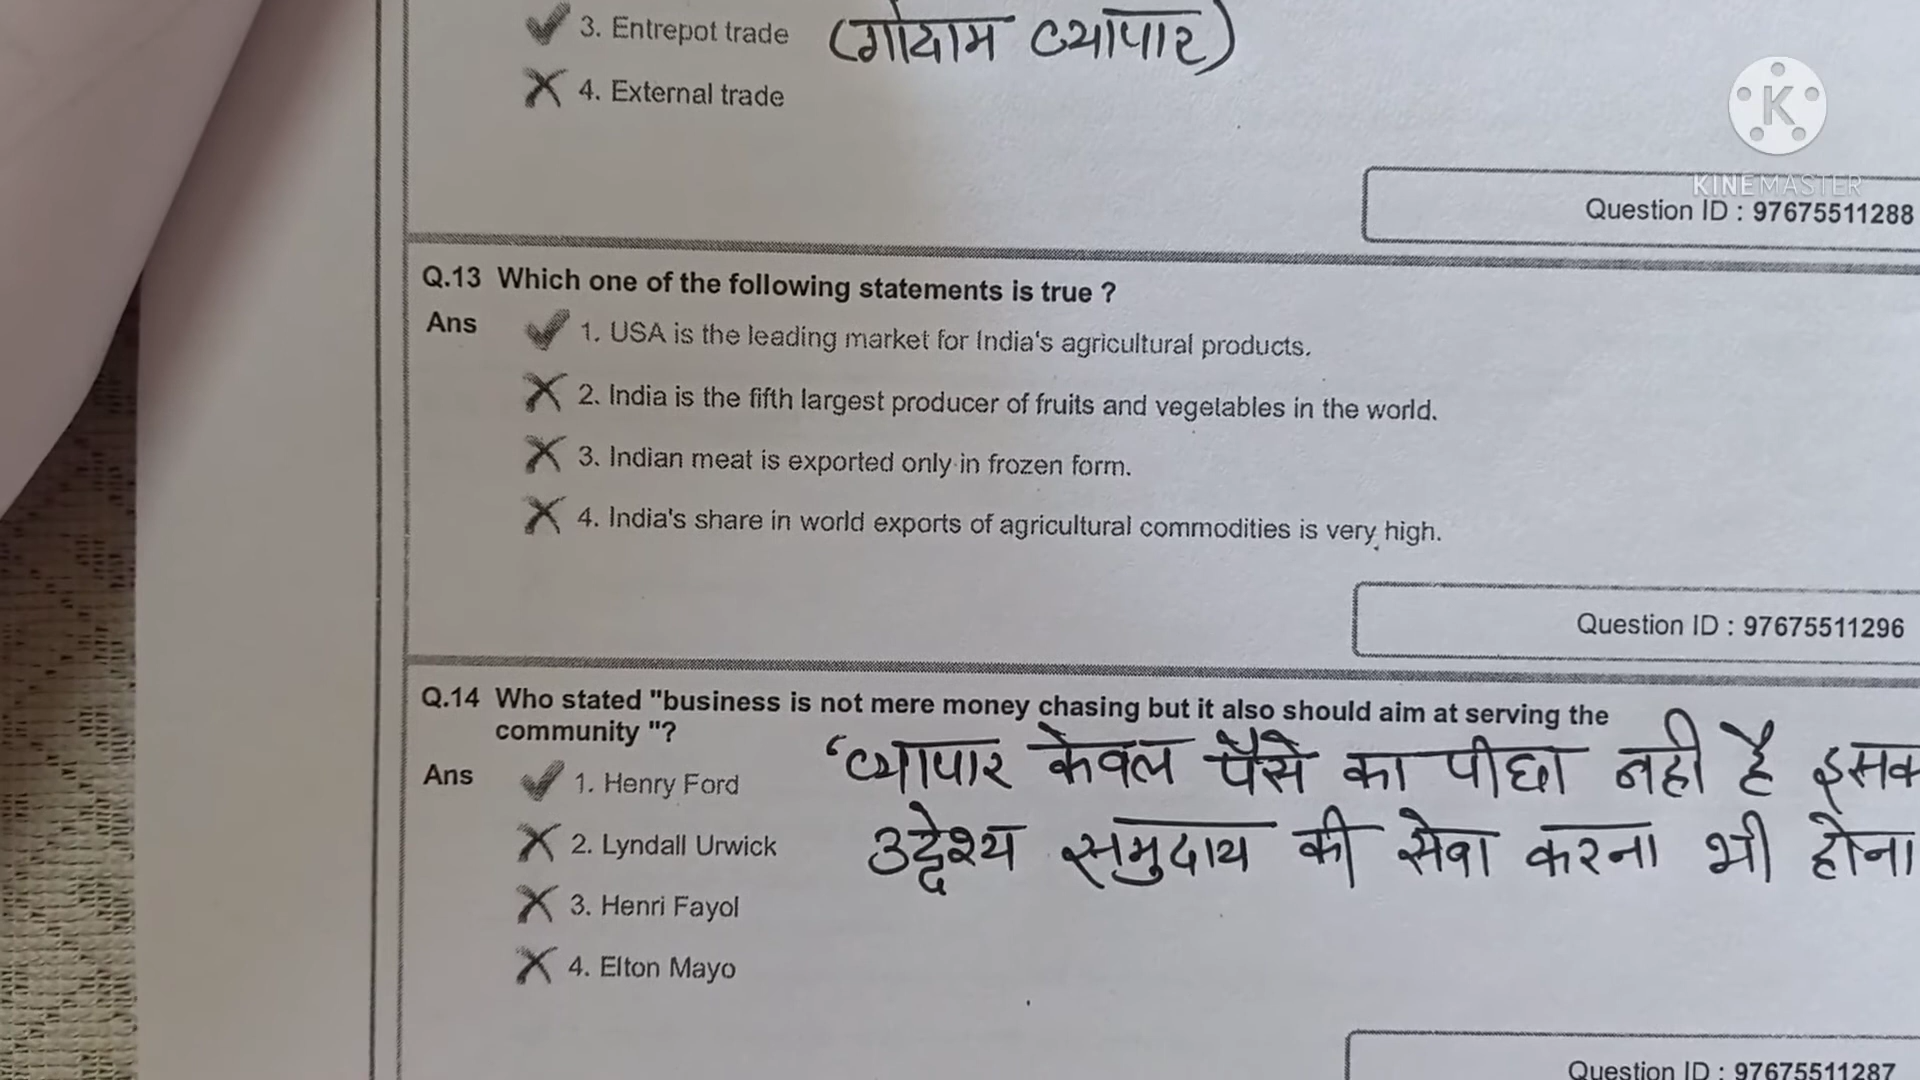 3. Entrepot trade (गोदाम व्यापार)
4. External trade
KINEMASTER
Question ID : 97675511288
Q.13 Which one of the following statements is true ?
Ans 1. USA is the leading market for India's agricultural products.
2. India is the fifth largest producer of fruits and vegetables in the world.
3. Indian meat is exported only in frozen form.
4. India's share in world exports of agricultural commodities is very high.
Question ID : 97675511296
Q.14 Who stated "business is not mere money chasing but it also should aim at serving the
community "?
‘व्यापार केवल पैसे का पीछा नही है इसक
Ans 1. Henry Ford
उद्देश्य समुदाय की सेवा करना भी होना
2. Lyndall Urwick
3. Henri Fayol
4. Elton Mayo
Question ID : 97675511287